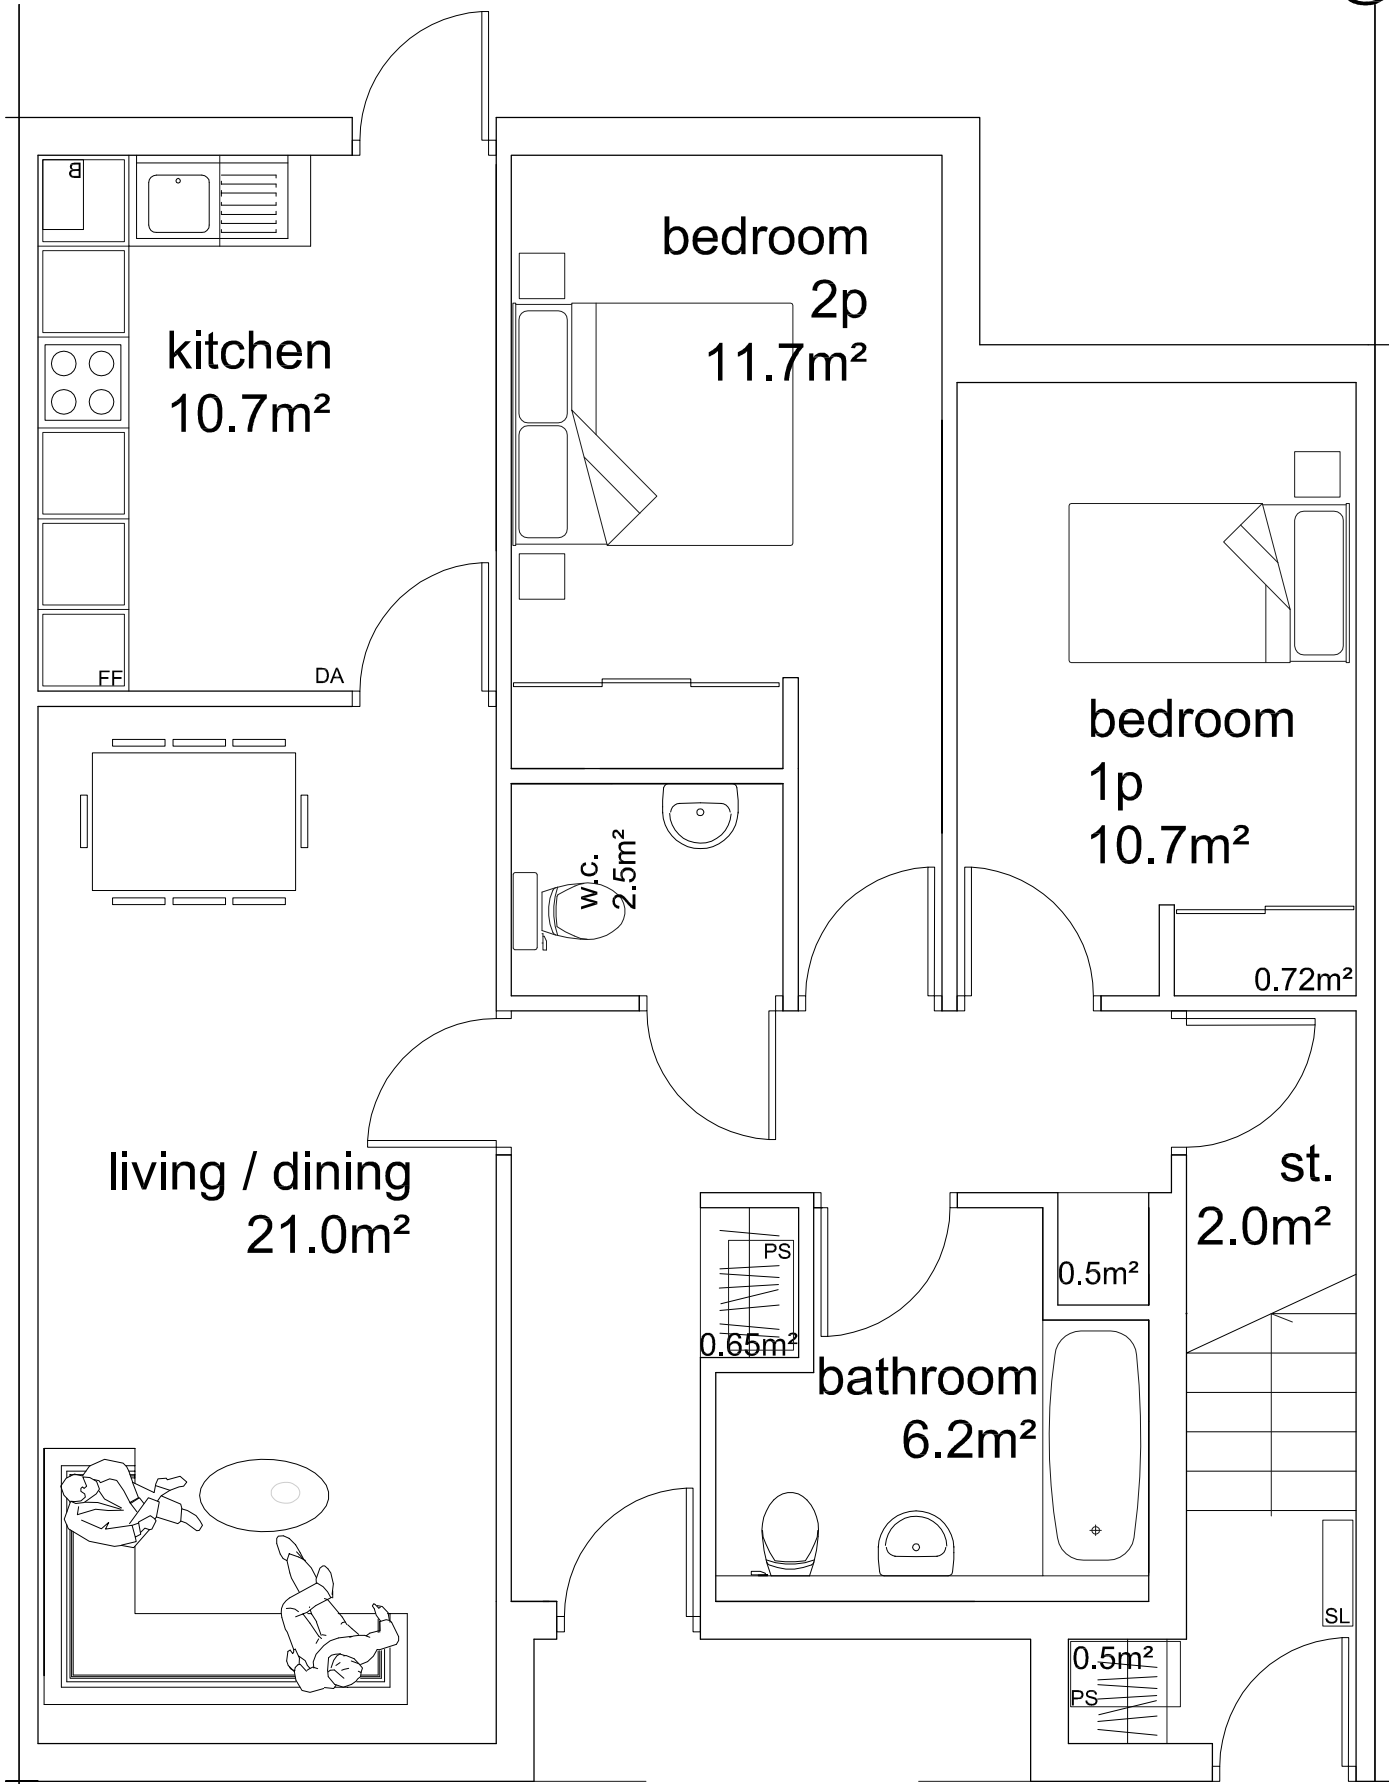 B
bedroom
2p
11.7m²
kitchen
10.7m²
FF
DA
bedroom
1p
10.7m²
w.c.
2.5m²
0.72m²
living / dining
21.0m²
st.
2.0m²
PS
0.65m²
0.5m²
bathroom
6.2m²
SL
0.5m²
PS